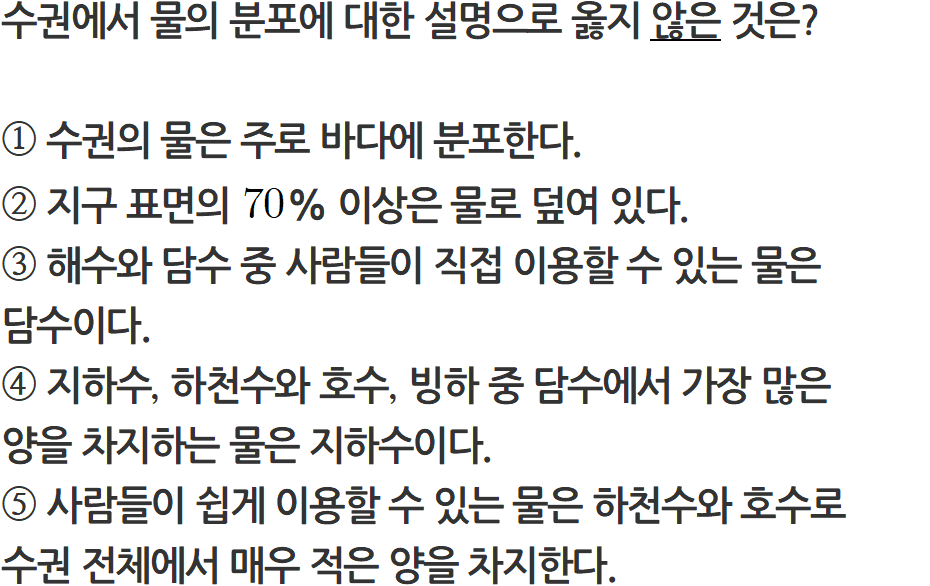 수권에서 물의 분포에 대한 설명으로 옳지 않은 것은?
① 수권의 물은 주로 바다에 분포한다.
② 지구 표면의 70% 이상은 물로 덮여 있다.
③ 해수와 담수 중 사람들이 직접 이용할 수 있는 물은
담수이다.
④ 지하수, 하천수와 호수, 빙하 중 담수에서 가장 많은
양을 차지하는 물은 지하수이다.
⑤ 사람들이 쉽게 이용할 수 있는 물은 하천수와 호수로
수권 전체에서 매우 적은 양을 차지한다.